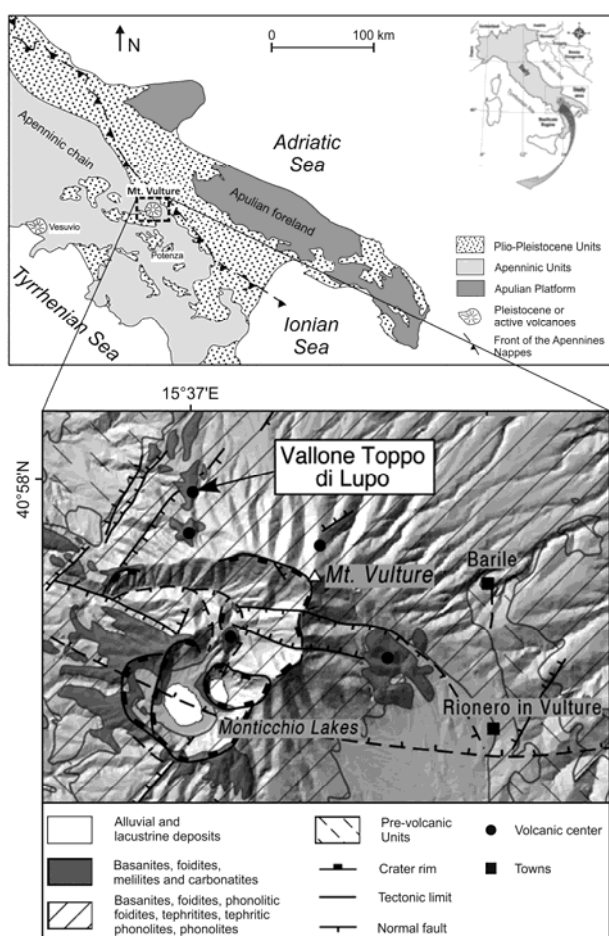 N
0 100 km
Adriatic
Sea
Apenninic chain
Mt. Vulture
Apulian foreland
Vesuvio
Potenza
Tyrrhenian Sea
Ionian
Sea
Plio-Pleistocene Units
Apenninic Units
Apulian Platform
Pleistocene or
active volcanoes
Front of the Apennines
Nappes
15°37'E
40°58'N
Vallone Toppo
di Lupo
Mt. Vulture
Barile
Rionero in Vulture
Monticchio Lakes
Alluvial and
lacustrine deposits
Basanites, foidites,
melilites and carbonatites
Basanites, foidites, phonolitic
foidites, tephritites, tephritic
phonolites, phonolites
Pre-volcanic
Units
Crater rim
Tectonic limit
Normal fault
Volcanic center
Towns